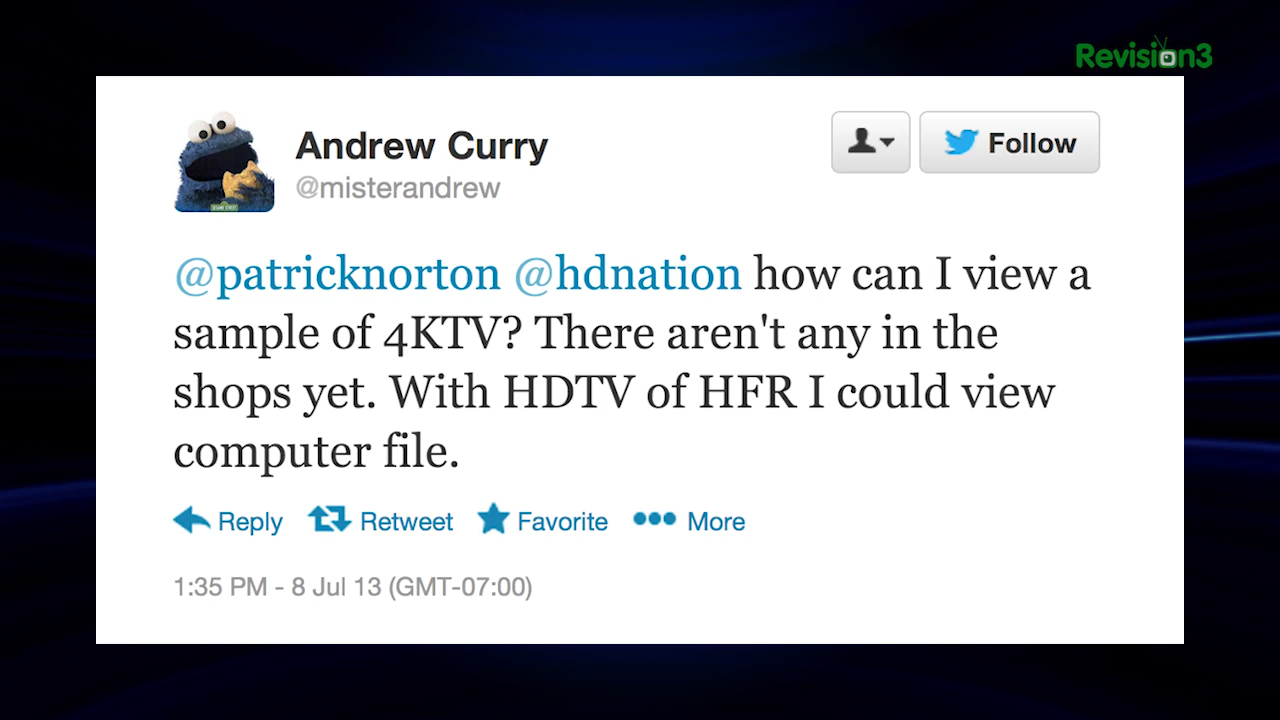 Revision3
Andrew Curry
Follow
@misterandrew
SESAME STREET
@patricknorton @hdnation how can I view a
sample of 4KTV? There aren't any in the
shops yet. With HDTV of HFR I could view
computer file.
Reply Retweet Favorite More
1:35 PM - 8 Jul 13 (GMT-07:00)